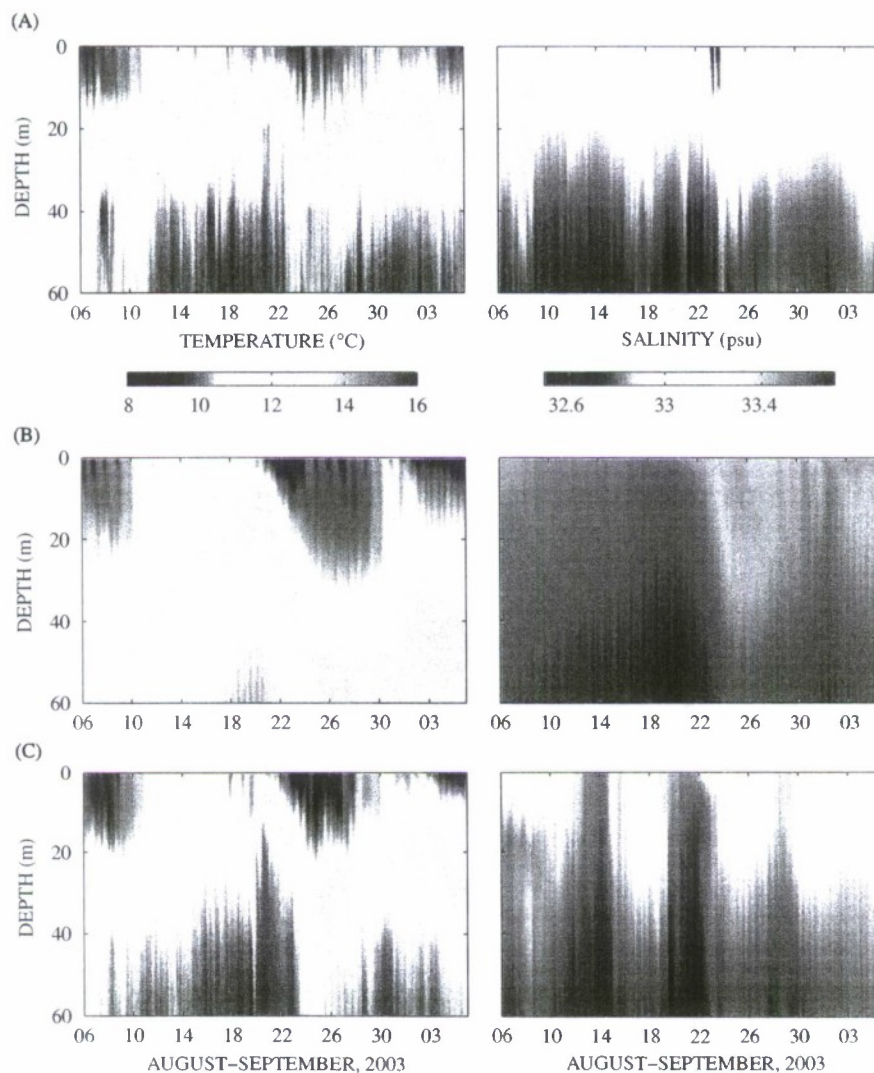 (A)
0
20
40
60
DEPTH (m)
06 10 14 18 22 26 30 03
TEMPERATURE (°C)
06 10 14 18 22 26 30 03
SALINITY (psu)
8 10 12 14 16
32.6 33 33.4
(B)
0
20
40
60
DEPTH (m)
06 10 14 18 22 26 30 03
06 10 14 18 22 26 30 03
(C)
0
20
40
60
DEPTH (m)
06 10 14 18 22 26 30 03
AUGUST–SEPTEMBER, 2003
06 10 14 18 22 26 30 03
AUGUST–SEPTEMBER, 2003